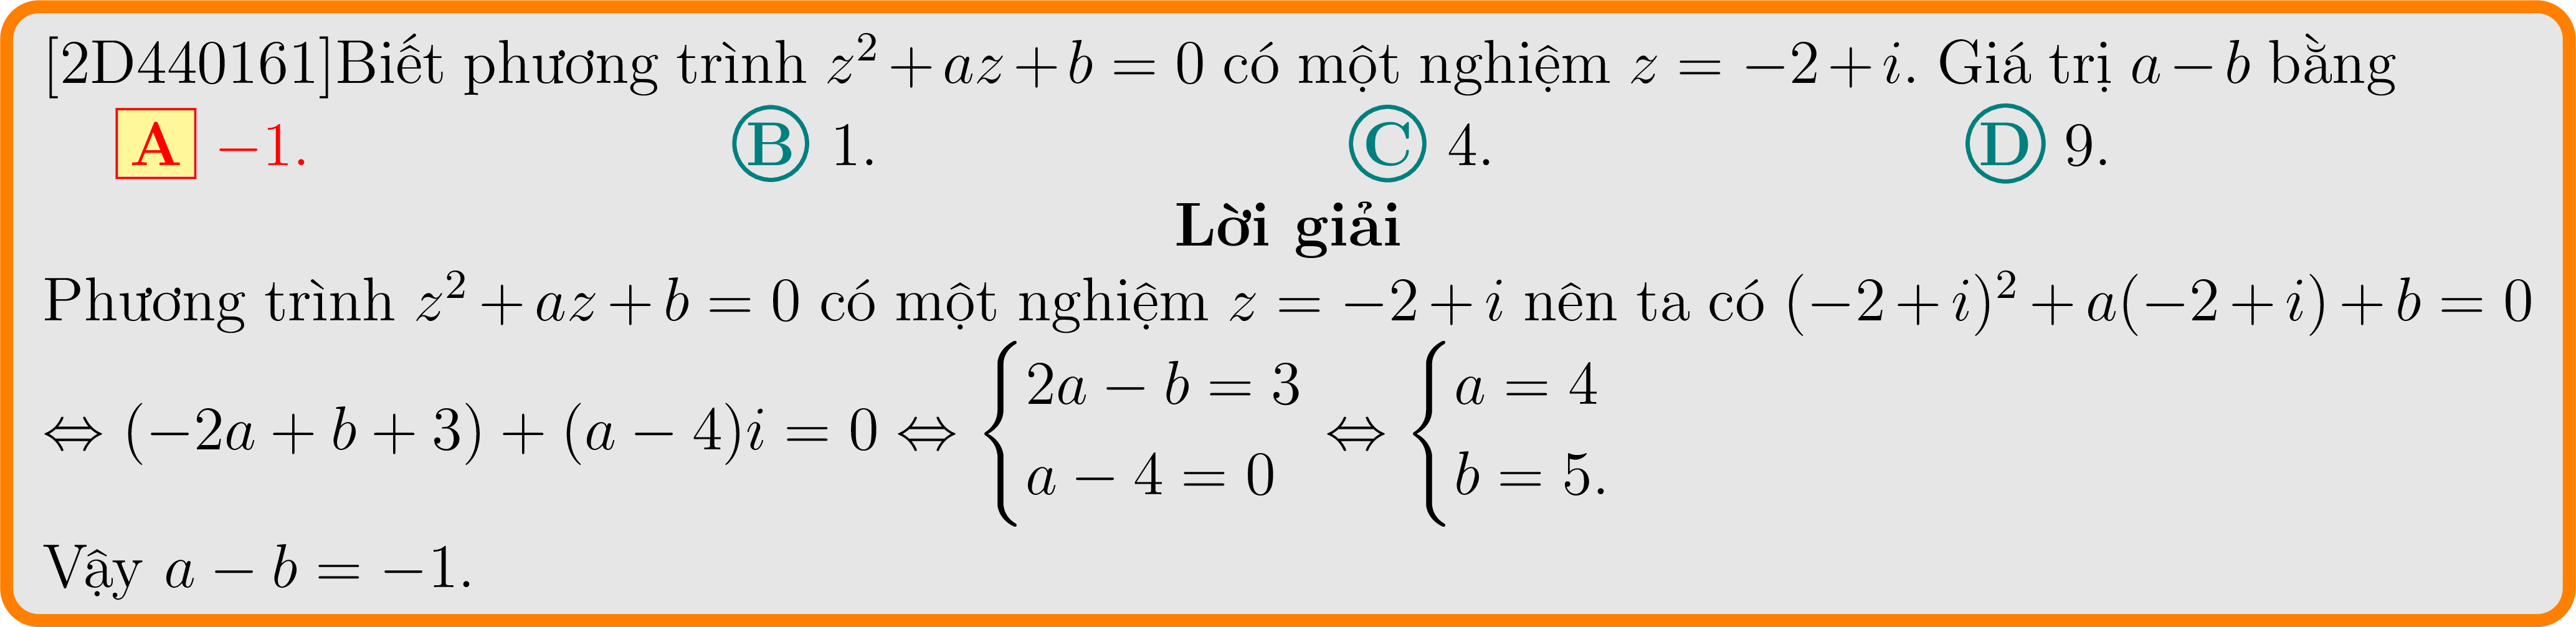 [2D440161]Biết phương trình $z^2 + az + b = 0$ có một nghiệm $z = -2 + i$. Giá trị $a - b$ bằng
A $-1$. B $1$. C $4$. D $9$.
Lời giải
Phương trình $z^2 + az + b = 0$ có một nghiệm $z = -2 + i$ nên ta có $(-2 + i)^2 + a(-2 + i) + b = 0$
$\Leftrightarrow (-2a + b + 3) + (a - 4)i = 0 \Leftrightarrow \begin{cases} 2a - b = 3 \\ a - 4 = 0 \end{cases} \Leftrightarrow \begin{cases} a = 4 \\ b = 5. \end{cases}$
Vậy $a - b = -1$.